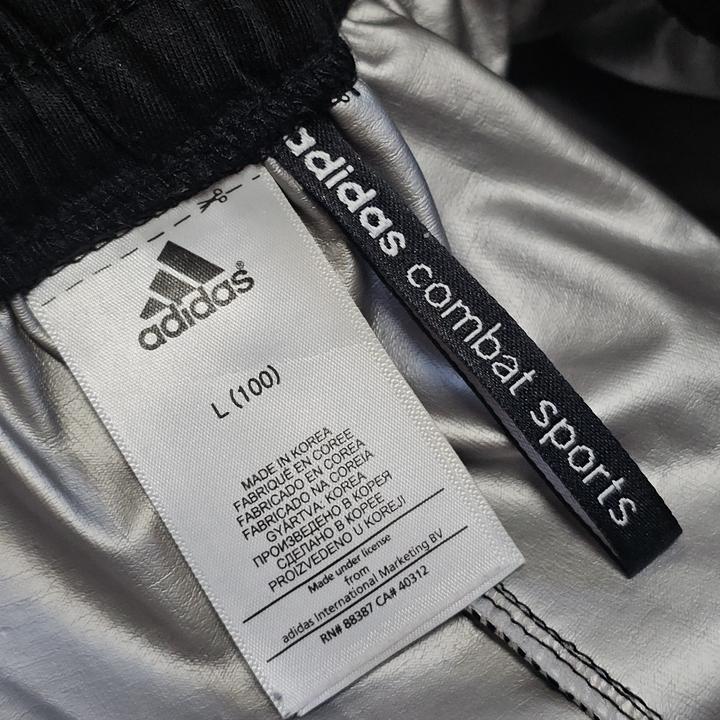 adidas®
L (100)
MADE IN KOREA
FABRIQUÉ EN CORÉE
FABRICADO EN COREA
FABRICADO NA COREIA
GYÁRTVA: KOREA
ПРОИЗВЕДЕНО В КОРЕЯ
СДЕЛАНО В КОРЕЕ
PROIZVEDENO U KOREJI
Made under license
from
adidas International Marketing BV
RN# 88387 CA# 40312
adidas combat sports